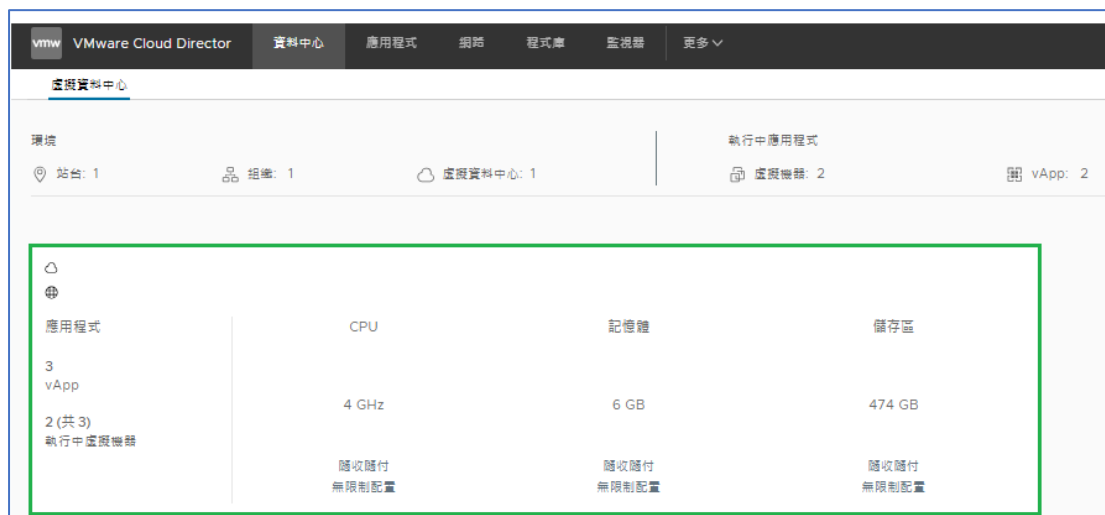 vmw VMware Cloud Director 資料中心 應用程式 網路 程式庫 監視器 更多
虛擬資料中心
環境 執行中應用程式
站台: 1 組織: 1 虛擬資料中心: 1 虛擬機器: 2 vApp: 2
應用程式 CPU 記憶體 儲存區
3
vApp
4 GHz 6 GB 474 GB
2 (共 3)
執行中虛擬機器
隨收隨付 隨收隨付 隨收隨付
無限制配置 無限制配置 無限制配置